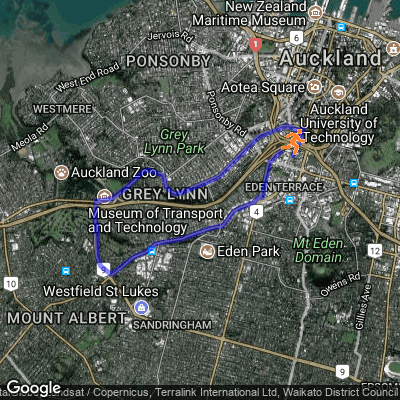 New Zealand
Maritime Museum
Jervois Rd
6
1
PONSONBY
Auckland
West End Road
Aotea Square
WESTMERE
Ponsonby Rd
Auckland
University of
Technology
Meola Rd
Grey
Lynn Park
Auckland Zoo
GREY LYNN
EDEN TERRACE
Museum of Transport
and Technology
4
Eden Park
Mt Eden
Domain
12
10
9
Owens Rd
Westfield St Lukes
Gillies Ave
MOUNT ALBERT
SANDRINGHAM
Google
Landsat / Copernicus, Terralink International Ltd, Waikato District Council